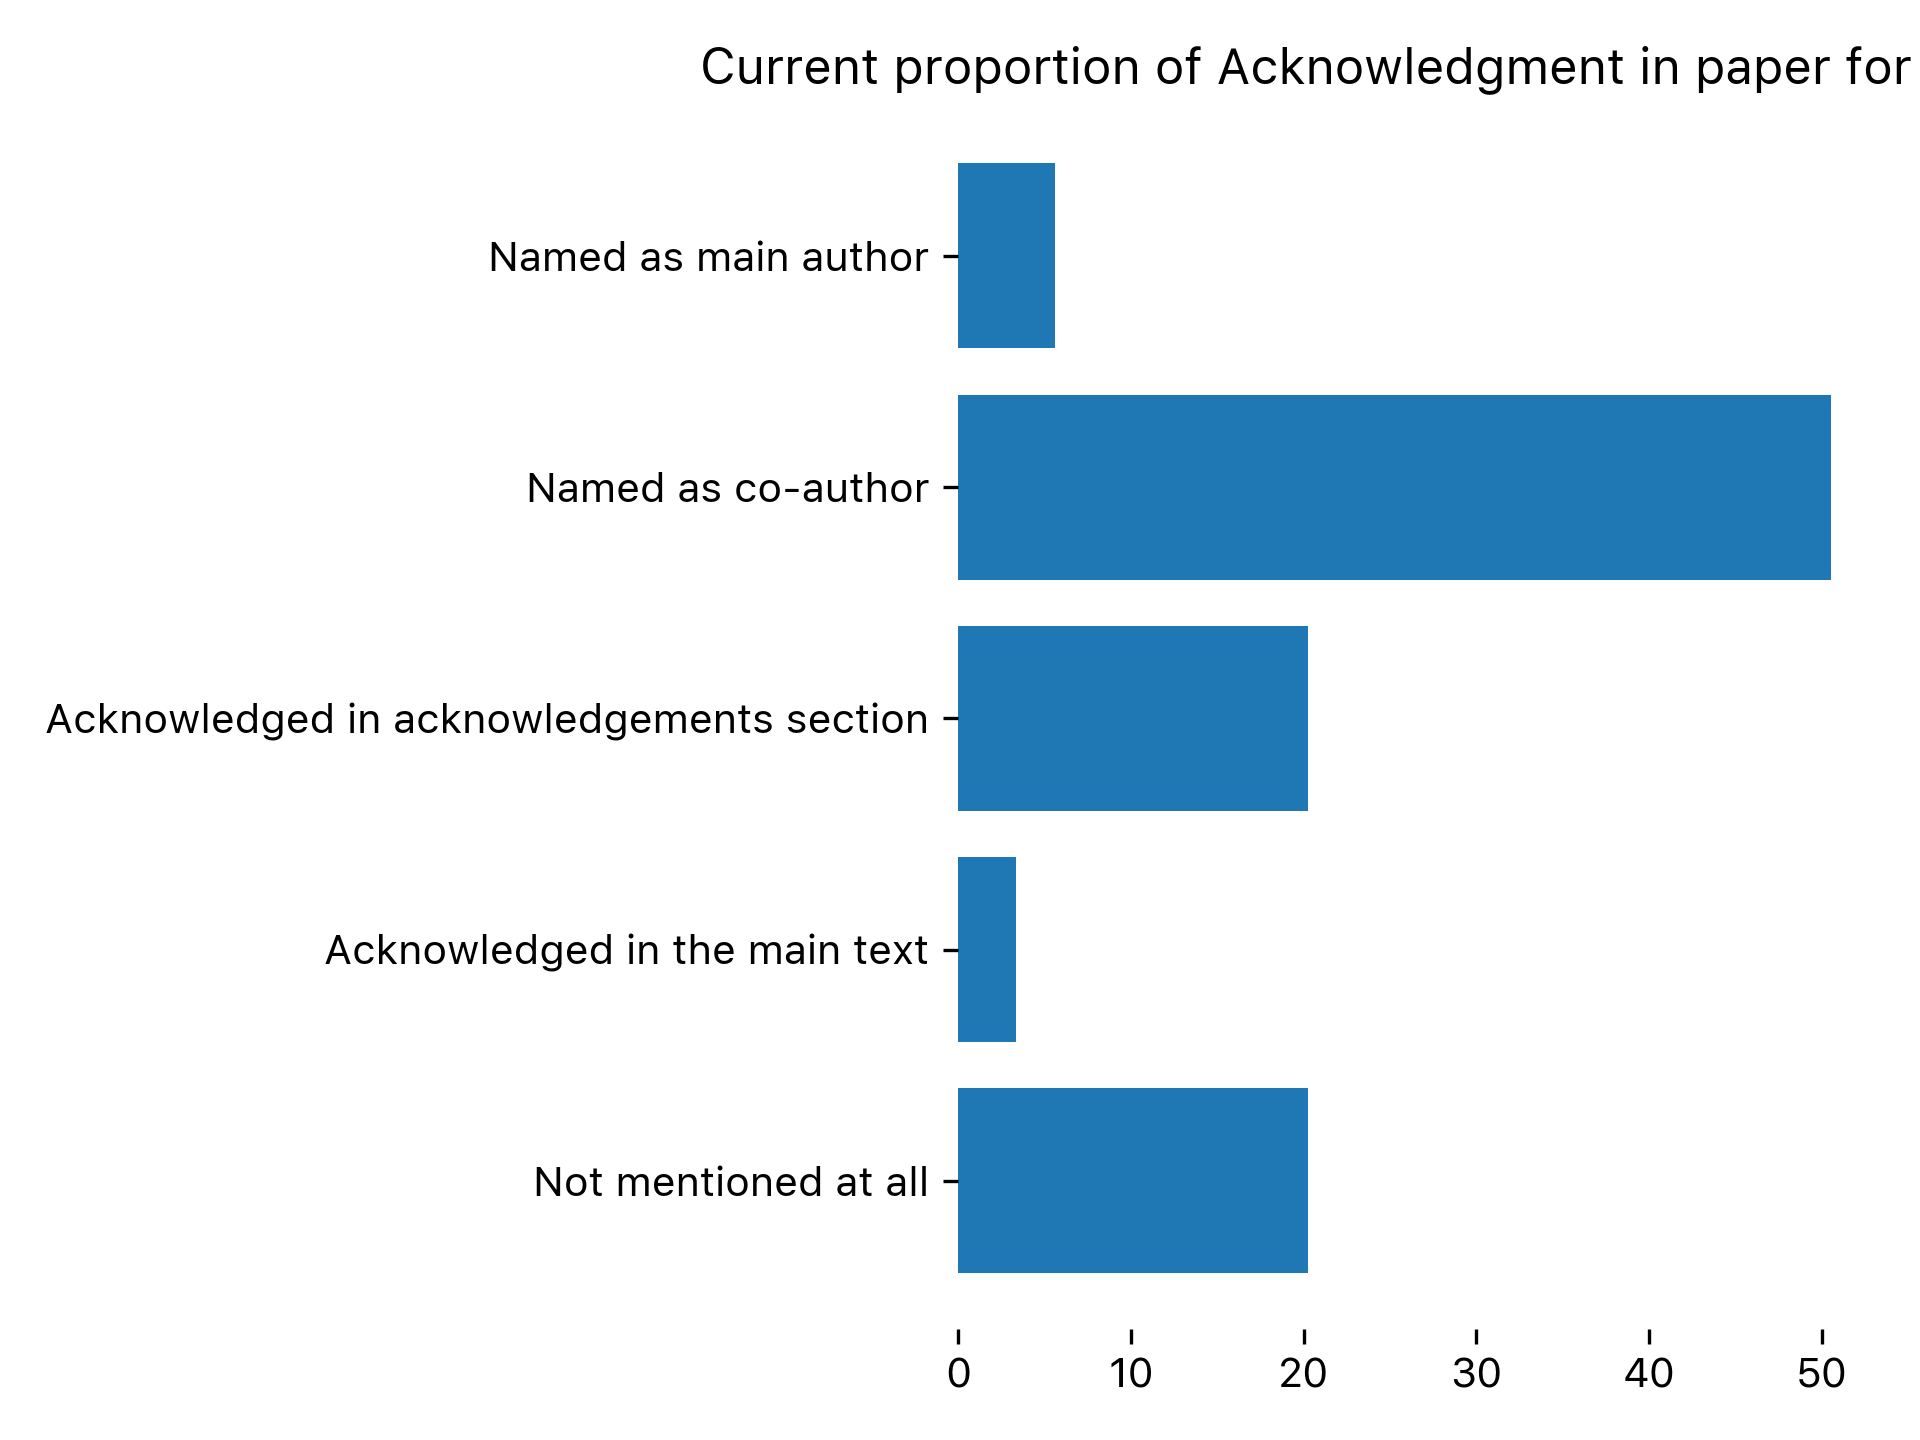 Current proportion of Acknowledgment in paper for
Named as main author
Named as co-author
Acknowledged in acknowledgements section
Acknowledged in the main text
Not mentioned at all
0 10 20 30 40 50